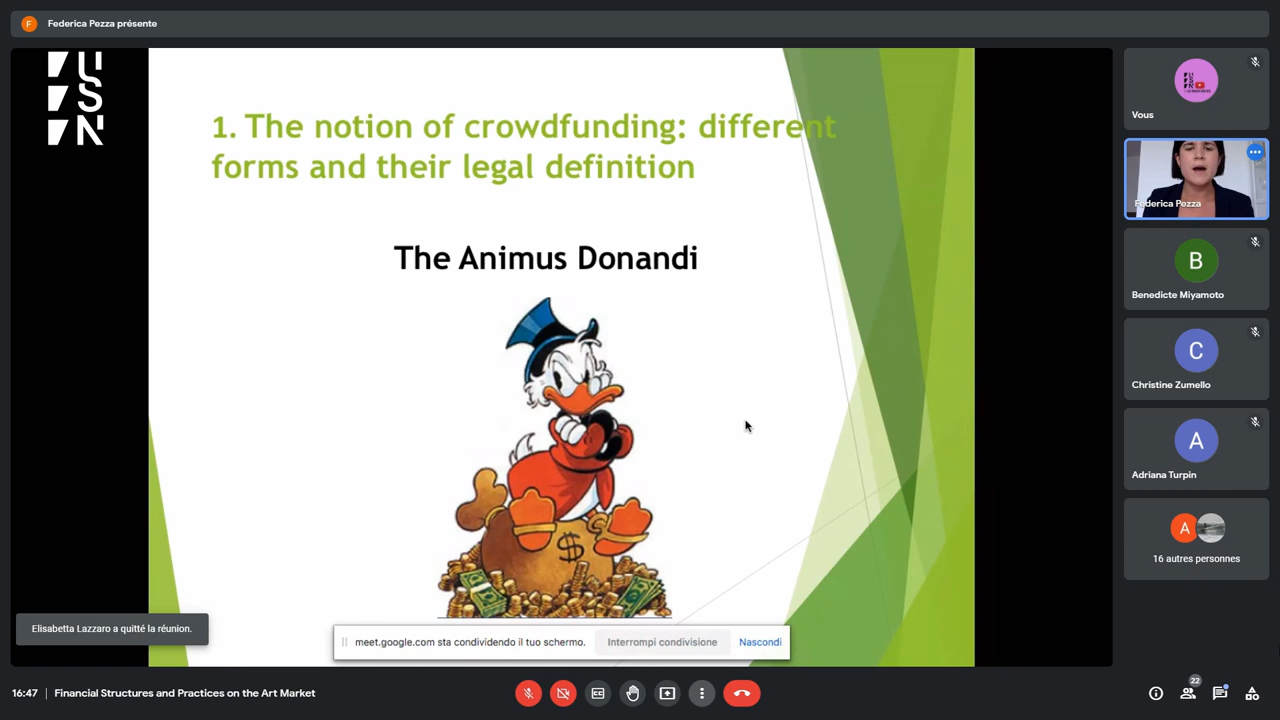 F
Federica Pezza présente
USN
1. The notion of crowdfunding: different
forms and their legal definition
The Animus Donandi
$
Vous
Federica Pezza
B
Benedicte Miyamoto
C
Christine Zumello
A
Adriana Turpin
A
16 autres personnes
Elisabetta Lazzaro a quitté la réunion.
meet.google.com sta condividendo il tuo schermo.
Interrompi condivisione
Nascondi
16:47 | Financial Structures and Practices on the Art Market
22